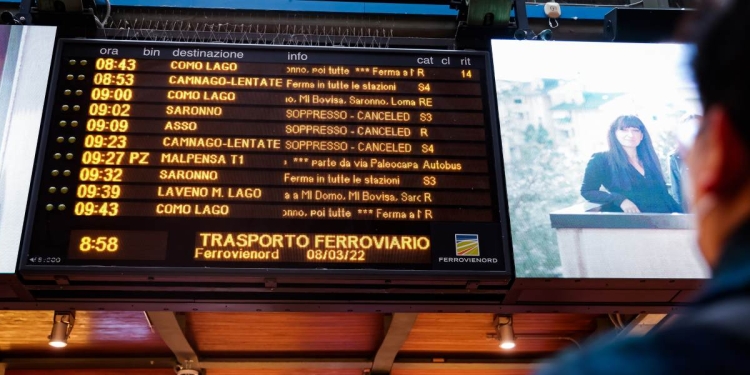 ora bin destinazione info cat cl rit
08:43 COMO LAGO onno, poi tutte *** Ferma a l R 14
08:53 CAMNAGO-LENTATE Ferma in tutte le stazioni S4
09:00 COMO LAGO o, Mi Bovisa, Saronno, Loma RE
09:02 SARONNO SOPPRESSO - CANCELED S3
09:09 ASSO SOPPRESSO - CANCELED R
09:23 CAMNAGO-LENTATE SOPPRESSO - CANCELED S4
09:27 PZ MALPENSA T1 *** parte da via Paleocapa Autobus
09:32 SARONNO Ferma in tutte le stazioni S3
09:39 LAVENO M. LAGO a a MI Domo, MI Bovisa, Sarc R
09:43 COMO LAGO onno, poi tutte *** Ferma a l R
8:58 TRASPORTO FERROVIARIO
Ferrovienord 08/03/22
FERROVIENORD